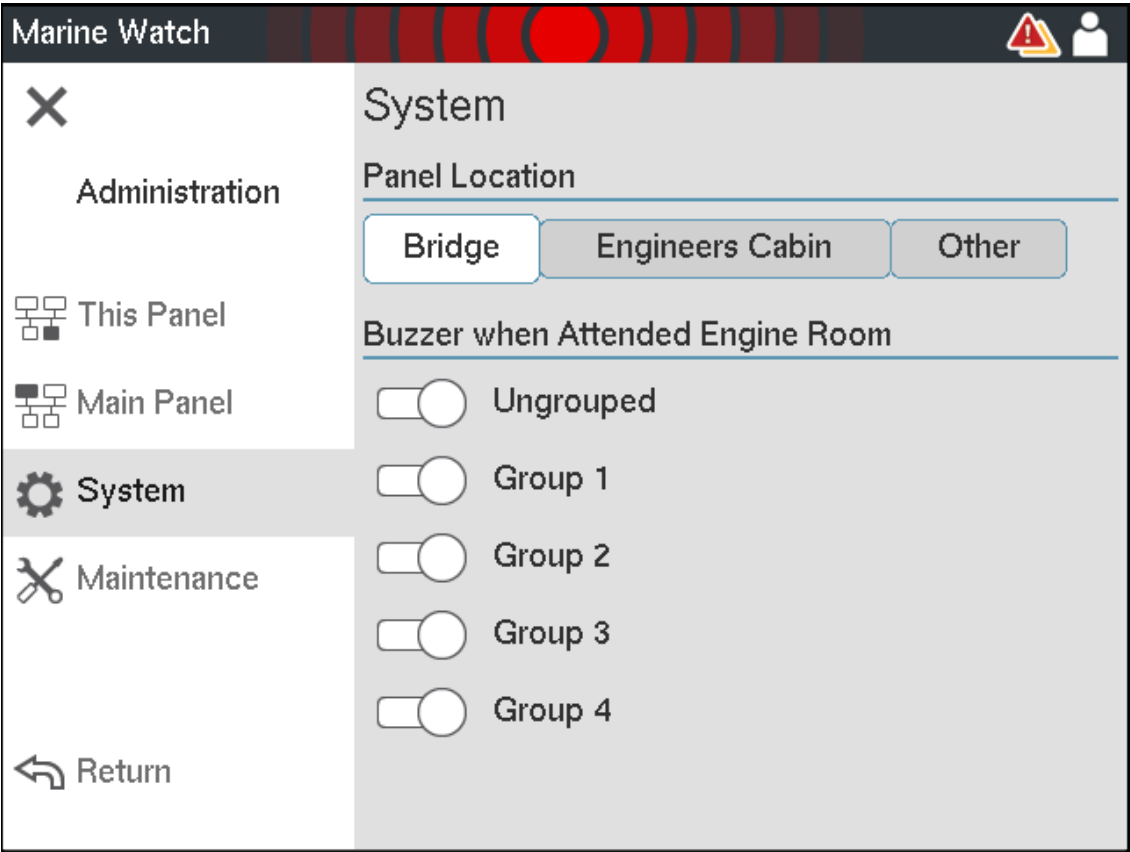 Marine Watch
Administration
This Panel
Main Panel
System
Maintenance
Return
System
Panel Location
Bridge Engineers Cabin Other
Buzzer when Attended Engine Room
Ungrouped
Group 1
Group 2
Group 3
Group 4